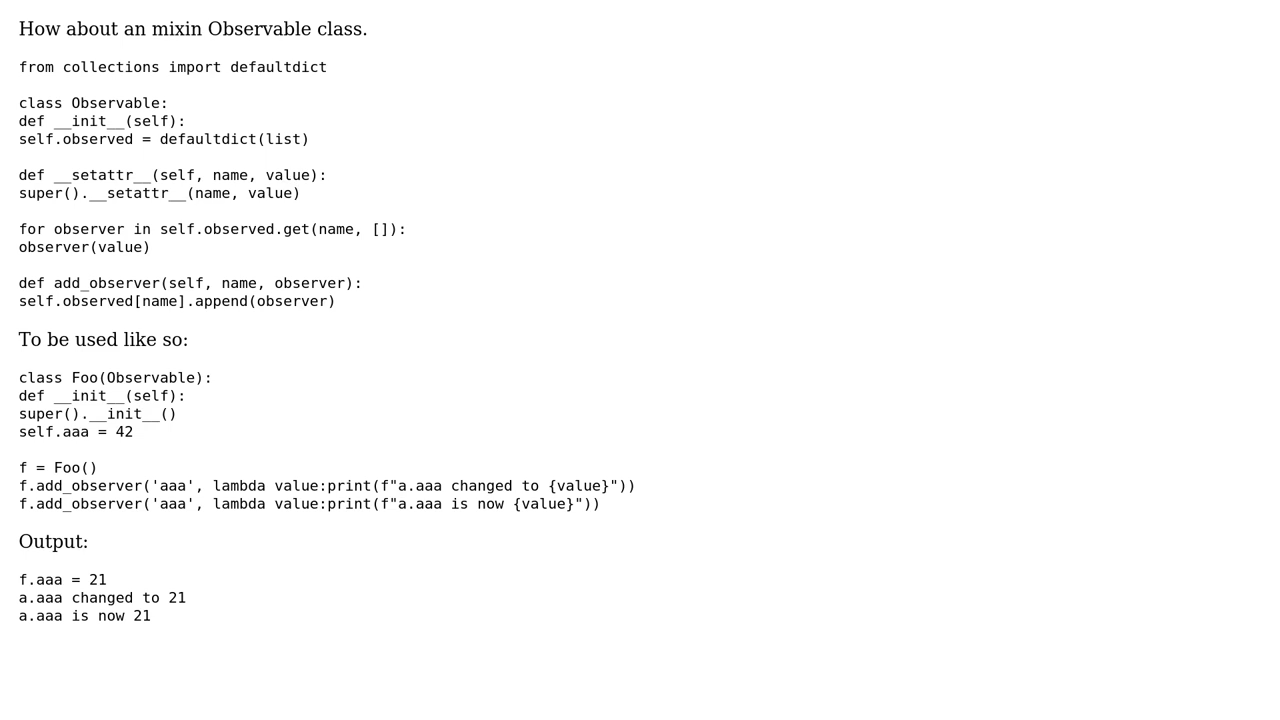 How about an mixin Observable class.
from collections import defaultdict
class Observable:
def __init__(self):
self.observed = defaultdict(list)
def __setattr__(self, name, value):
super().__setattr__(name, value)
for observer in self.observed.get(name, []):
observer(value)
def add_observer(self, name, observer):
self.observed[name].append(observer)
To be used like so:
class Foo(Observable):
def __init__(self):
super().__init__()
self.aaa = 42
f = Foo()
f.add_observer('aaa', lambda value:print(f"a.aaa changed to {value}"))
f.add_observer('aaa', lambda value:print(f"a.aaa is now {value}"))
Output:
f.aaa = 21
a.aaa changed to 21
a.aaa is now 21